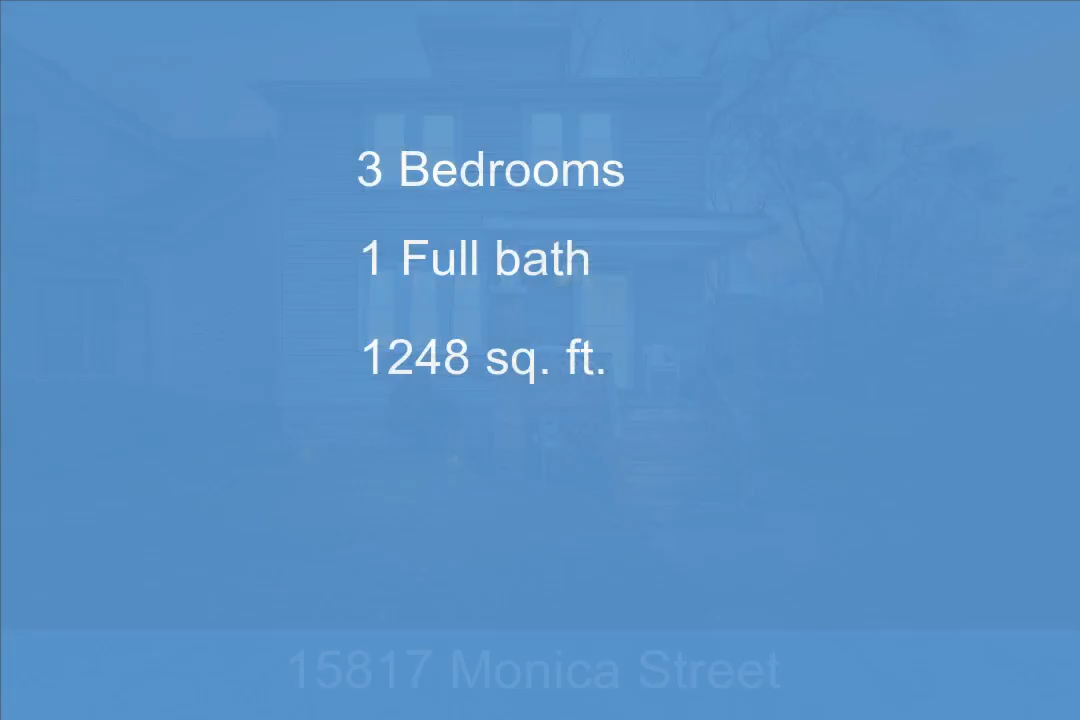 3 Bedrooms
1 Full bath
1248 sq. ft.
15817 Monica Street